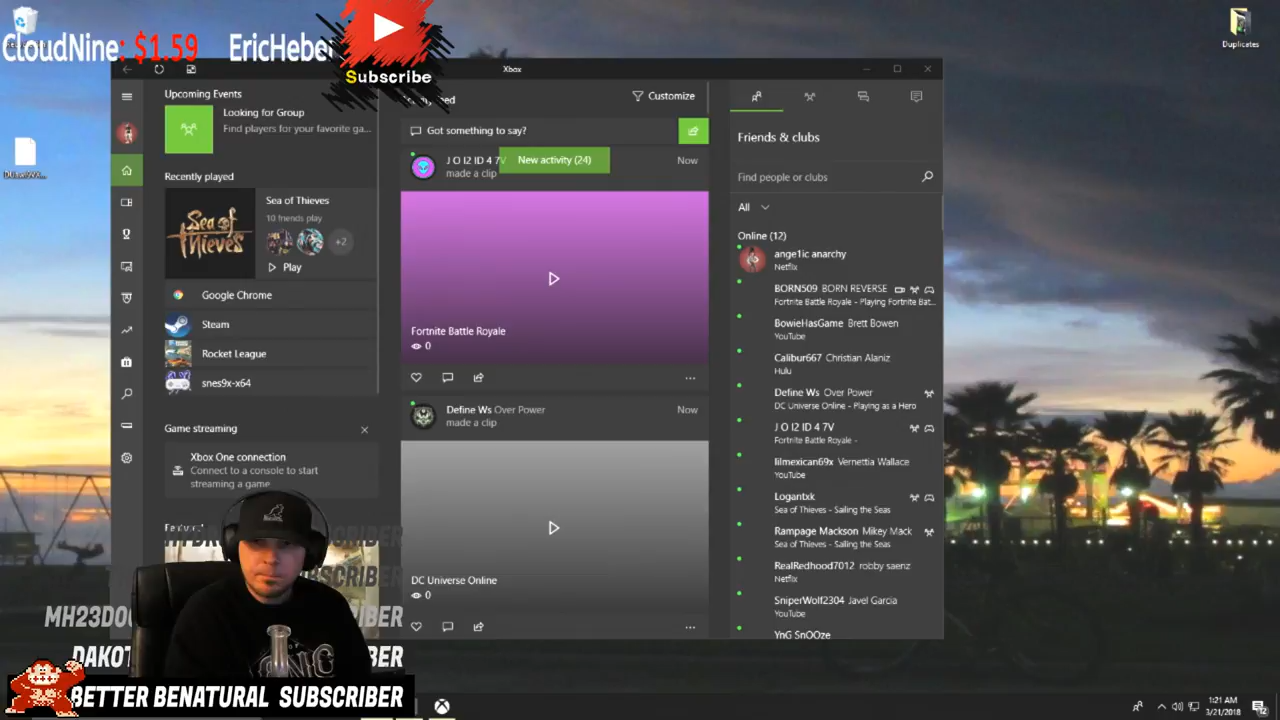 CloudNine: $1.59 EricHeber
Subscribe
Duplicates
Xbox
Upcoming Events
Looking for Group
Find players for your favorite ga...
Recently played
Sea of Thieves
10 friends play
+2
Play
SEA OF THIEVES
Google Chrome
Steam
Rocket League
snes9x-x64
Game streaming
Xbox One connection
Connect to a console to start
streaming a game
Featured
Customize
Got something to say?
New activity (24)
J O I2 ID 4 7V
made a clip
Now
Fortnite Battle Royale
0
Define Ws Over Power
made a clip
Now
DC Universe Online
0
Friends & clubs
Find people or clubs
All
Online (12)
ange1ic anarchy
Netflix
BORN509 BORN REVERSE
Fortnite Battle Royale - Playing Fortnite Bat...
BowieHasGame Brett Bowen
YouTube
Calibur667 Christian Alaniz
Hulu
Define Ws Over Power
DC Universe Online - Playing as a Hero
J O I2 ID 4 7V
Fortnite Battle Royale -
lilmexican69x Vernettia Wallace
YouTube
Logantxk
Sea of Thieves - Sailing the Seas
Rampage Mackson Mikey Mack
Sea of Thieves - Sailing the Seas
RealRedhood7012 robby saenz
Netflix
SniperWolf2304 Javel Garcia
YouTube
YnG SnOOze
SUBSCRIBER
BETTER BENATURAL SUBSCRIBER
1:21 AM
3/21/2018
12